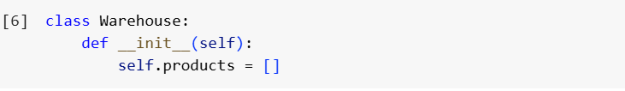 [6] class Warehouse:
def __init__(self):
self.products = []